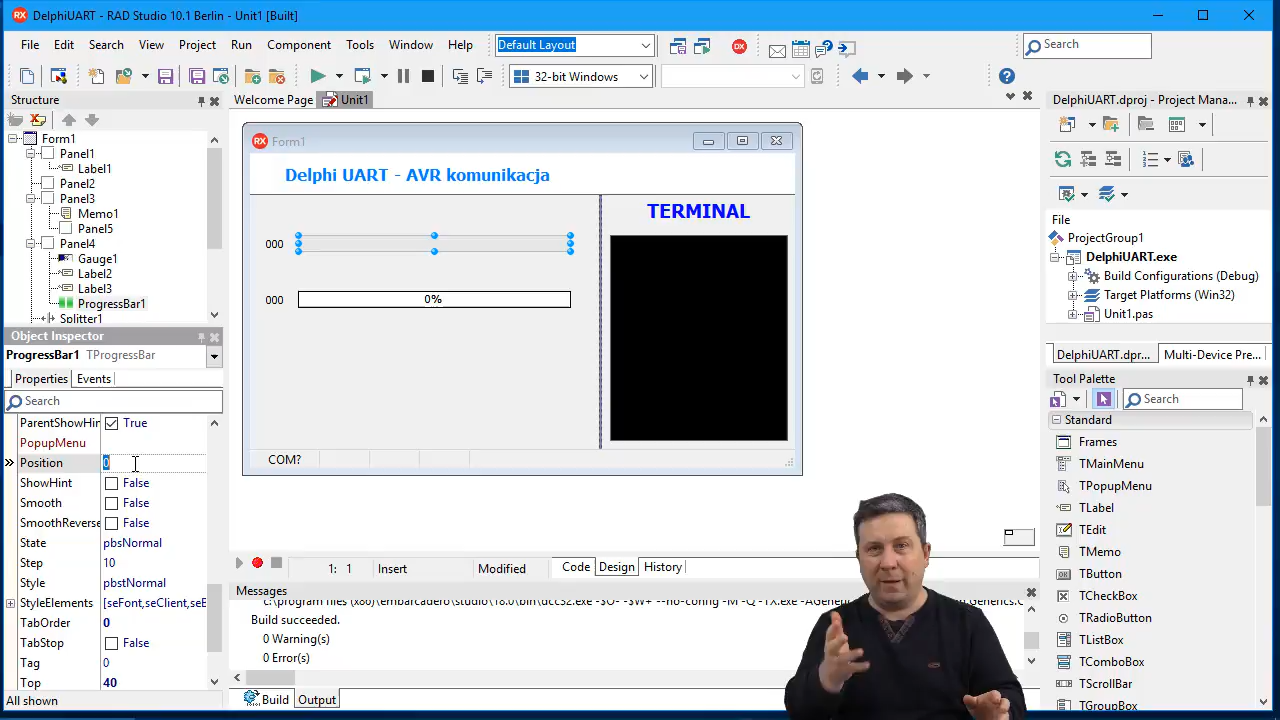 DelphiUART - RAD Studio 10.1 Berlin - Unit1 [Built]
File Edit Search View Project Run Component Tools Window Help
Default Layout
Search
32-bit Windows
Structure
Form1
Panel1
Label1
Panel2
Panel3
Memo1
Panel5
Panel4
Gauge1
Label2
Label3
ProgressBar1
Splitter1
Object Inspector
ProgressBar1 TProgressBar
Properties Events
Search
ParentShowHin True
PopupMenu
Position 0
ShowHint False
Smooth False
SmoothReverse False
State pbsNormal
Step 10
Style pbstNormal
StyleElements [seFont,seClient,seE
TabOrder 0
TabStop False
Tag 0
Top 40
All shown
Welcome Page Unit1
Form1
Delphi UART - AVR komunikacja
TERMINAL
000
000 0%
COM?
1: 1 Insert Modified Code Design History
Messages
Build succeeded.
0 Warning(s)
0 Error(s)
Build Output
DelphiUART.dproj - Project Mana...
File
ProjectGroup1
DelphiUART.exe
Build Configurations (Debug)
Target Platforms (Win32)
Unit1.pas
DelphiUART.dpr... Multi-Device Pre...
Tool Palette
Search
Standard
Frames
TMainMenu
TPopupMenu
TLabel
TEdit
TMemo
TButton
TCheckBox
TRadioButton
TListBox
TComboBox
TScrollBar
TGroupBox